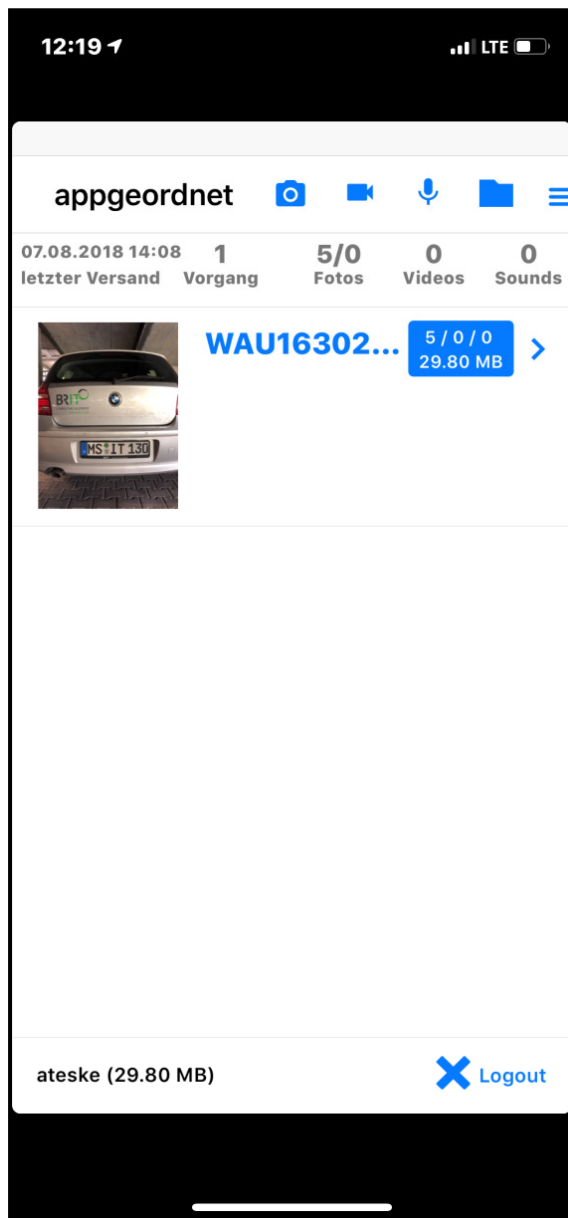 12:19
LTE
appgeordnet
07.08.2018 14:08 1 5/0 0 0
letzter Versand Vorgang Fotos Videos Sounds
WAU16302...
5 / 0 / 0
29.80 MB
BRIT
MS IT 130
ateske (29.80 MB)
Logout